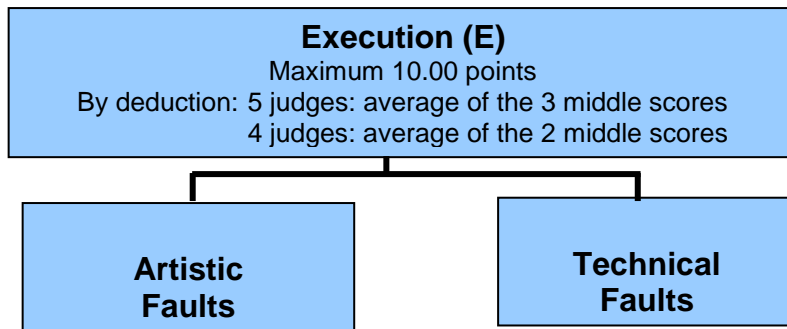 Execution (E)
Maximum 10.00 points
By deduction: 5 judges: average of the 3 middle scores
4 judges: average of the 2 middle scores
Artistic
Faults
Technical
Faults